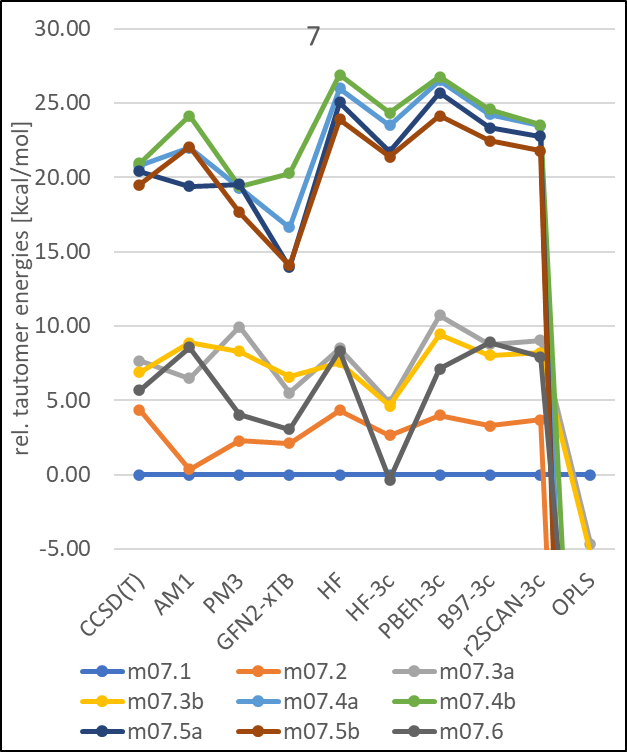 7
30.00
25.00
20.00
15.00
10.00
5.00
0.00
-5.00
rel. tautomer energies [kcal/mol]
CCSD(T)
AM1
PM3
GFN2-xTB
HF
HF-3c
PBEh-3c
B97-3c
r2SCAN-3c
OPLS
m07.1 m07.2 m07.3a
m07.3b m07.4a m07.4b
m07.5a m07.5b m07.6